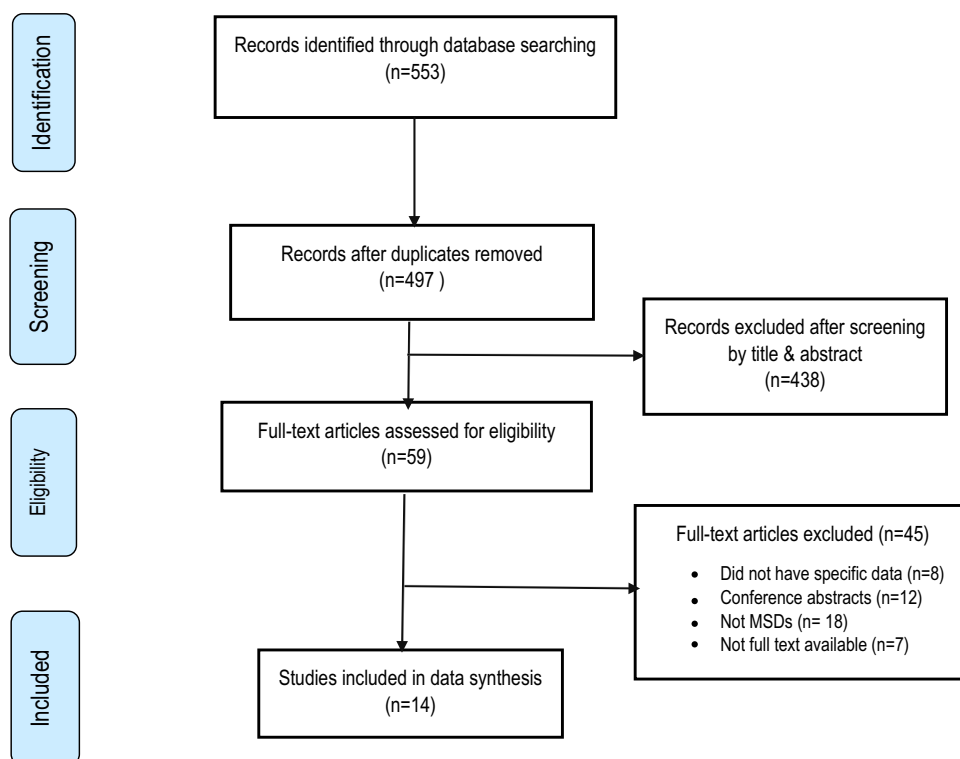 Identification
Records identified through database searching
(n=553)
Screening
Records after duplicates removed
(n=497 )
Records excluded after screening
by title & abstract
(n=438)
Eligibility
Full-text articles assessed for eligibility
(n=59)
Full-text articles excluded (n=45)
• Did not have specific data (n=8)
• Conference abstracts (n=12)
• Not MSDs (n= 18)
• Not full text available (n=7)
Included
Studies included in data synthesis
(n=14)